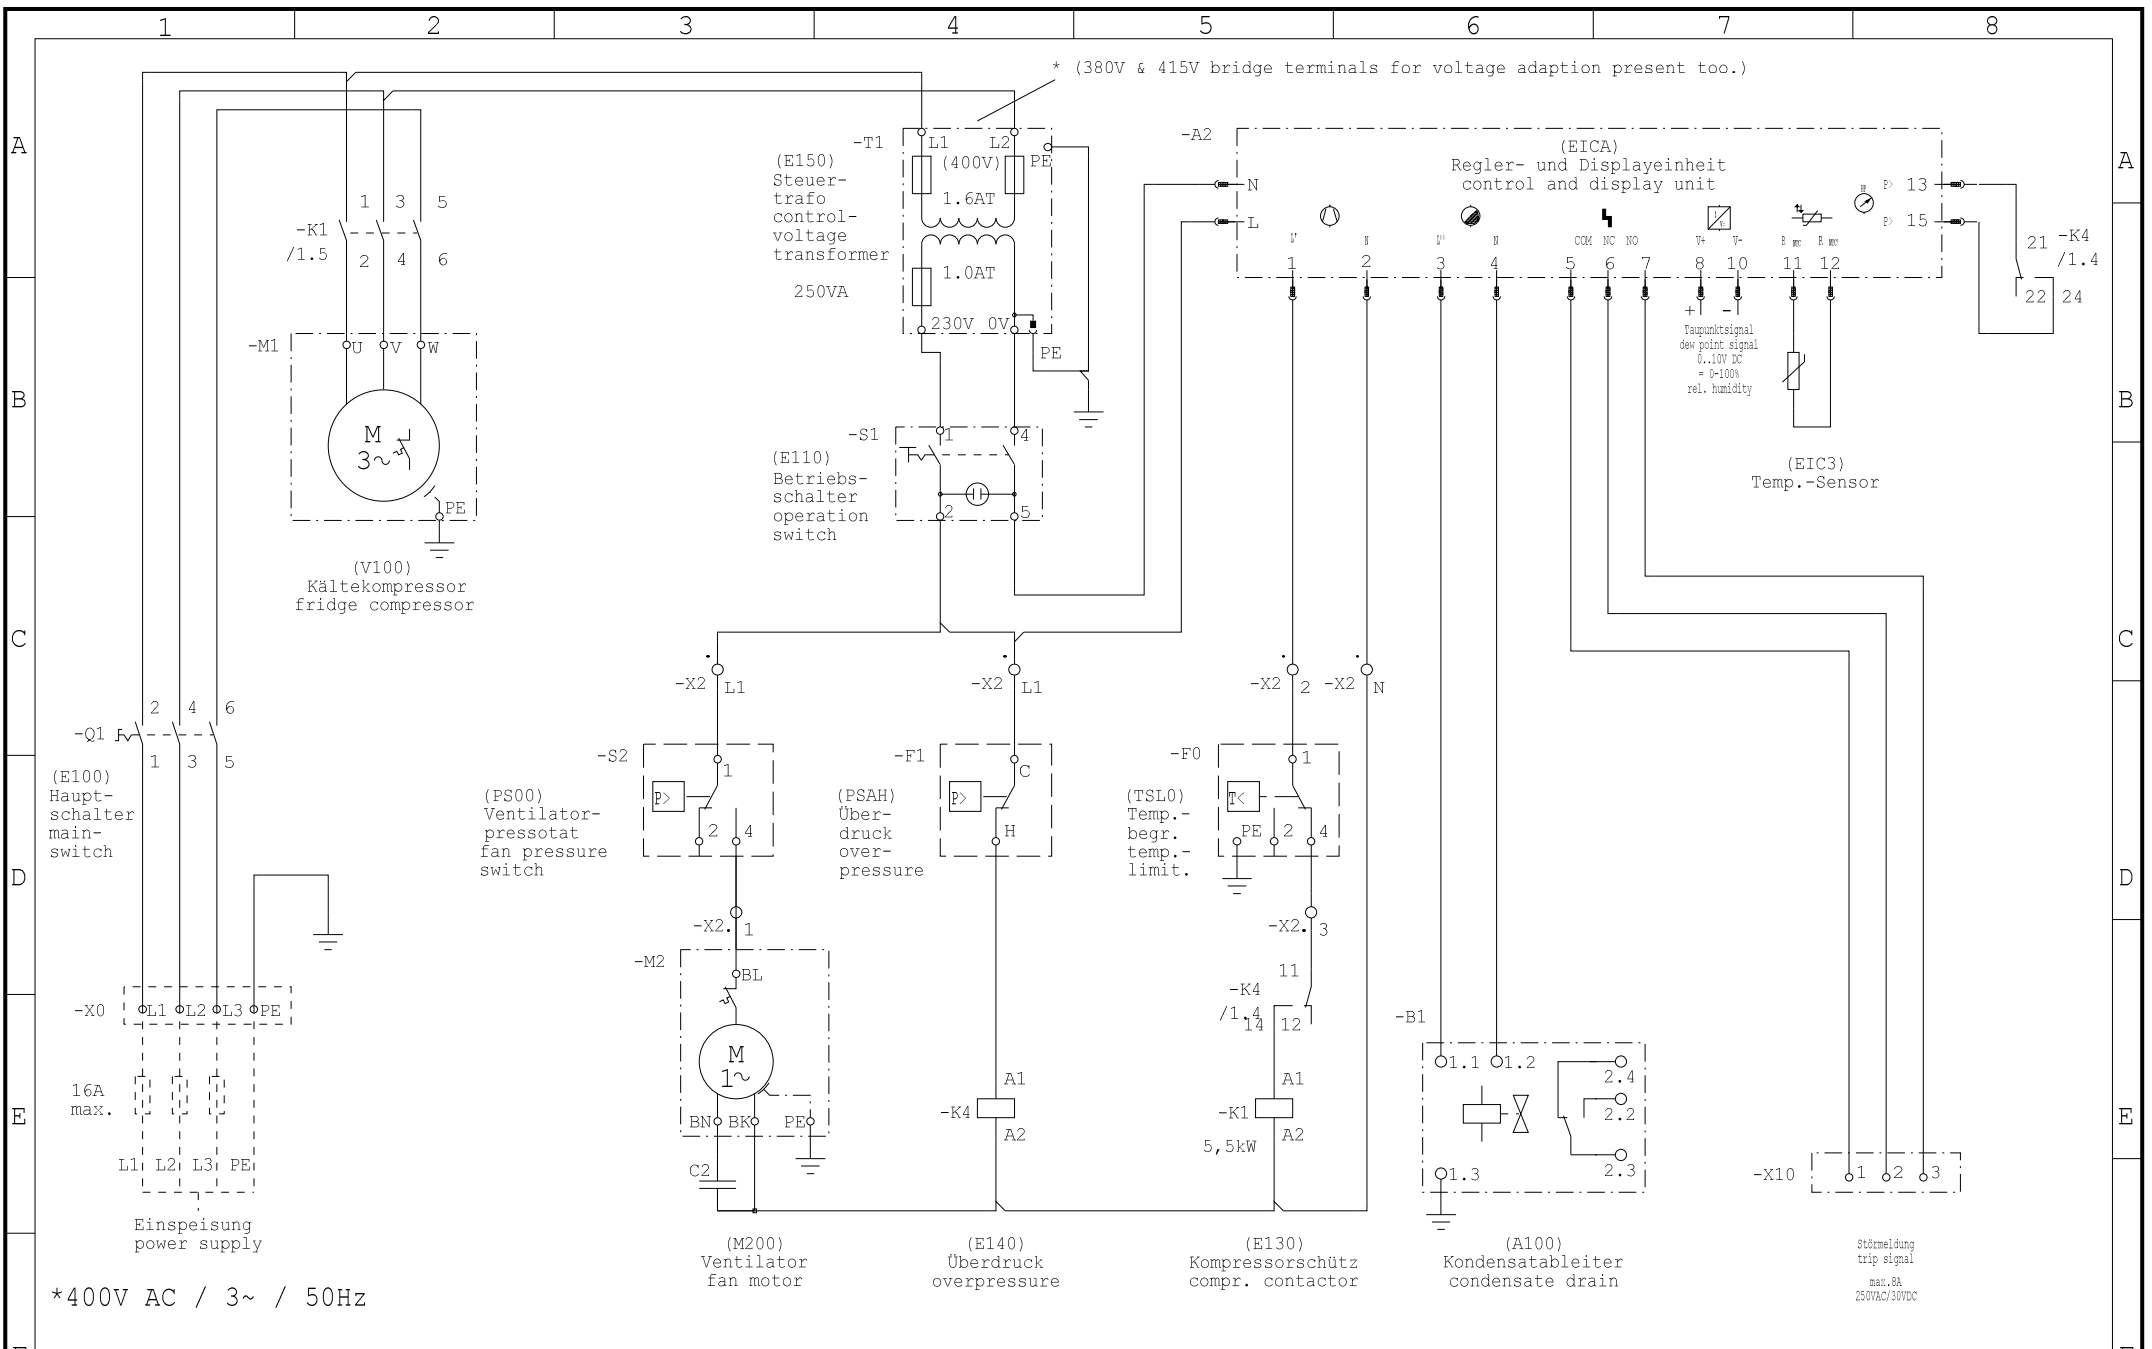 1 2 3 4 5 6 7 8
* (380V & 415V bridge terminals for voltage adaption present too.)
A
A
B
B
C
C
D
D
E
E
1 3 5
-K1
/1.5
2 4 6
-M1
U V W
M
3~
PE
(V100)
Kältekompressor
fridge compressor
-T1
L1 L2
PE
(E150)
Steuer-
trafo
control-
voltage
transformer
250VA
(400V)
1.6AT
1.0AT
230V 0V
PE
-S1
1 4
(E110)
Betriebs-
schalter
operation
switch
2 5
-A2
(EICA)
Regler- und Displayeinheit
control and display unit
N
L
L' N L'' N COM NC NO V+ V- R R
1 2 3 4 5 6 7 8 10 11 12
P> 13
P> 15
21 -K4
/1.4
22 24
+ -
Taupunktsignal
dew point signal
0..10V DC
= 0-100%
rel. humidity
(EIC3)
Temp.-Sensor
2 4 6
-Q1
1 3 5
(E100)
Haupt-
schalter
main-
switch
-X2 L1
-X2 L1
-X2 2
-X2 N
-S2
1
P>
2 4
(PS00)
Ventilator-
pressotat
fan pressure
switch
-F1
C
P>
H
(PSAH)
Über-
druck
over-
pressure
-F0
1
T<
PE 2 4
(TSL0)
Temp.-
begr.
temp.-
limit.
-X2. 1
-X2. 3
-M2
BL
M
1~
BN BK PE
C2
11
-K4
/1.4
14 12
A1
-K4
A2
A1
-K1
A2
5,5kW
-B1
1.1 1.2
2.4
2.2
2.3
1.3
-X10 1 2 3
-X0 L1 L2 L3 PE
16A
max.
L1 L2 L3 PE
Einspeisung
power supply
*400V AC / 3~ / 50Hz
(M200)
Ventilator
fan motor
(E140)
Überdruck
overpressure
(E130)
Kompressorschütz
compr. contactor
(A100)
Kondensatableiter
condensate drain
Störmeldung
trip signal
max.8A
250VAC/30VDC